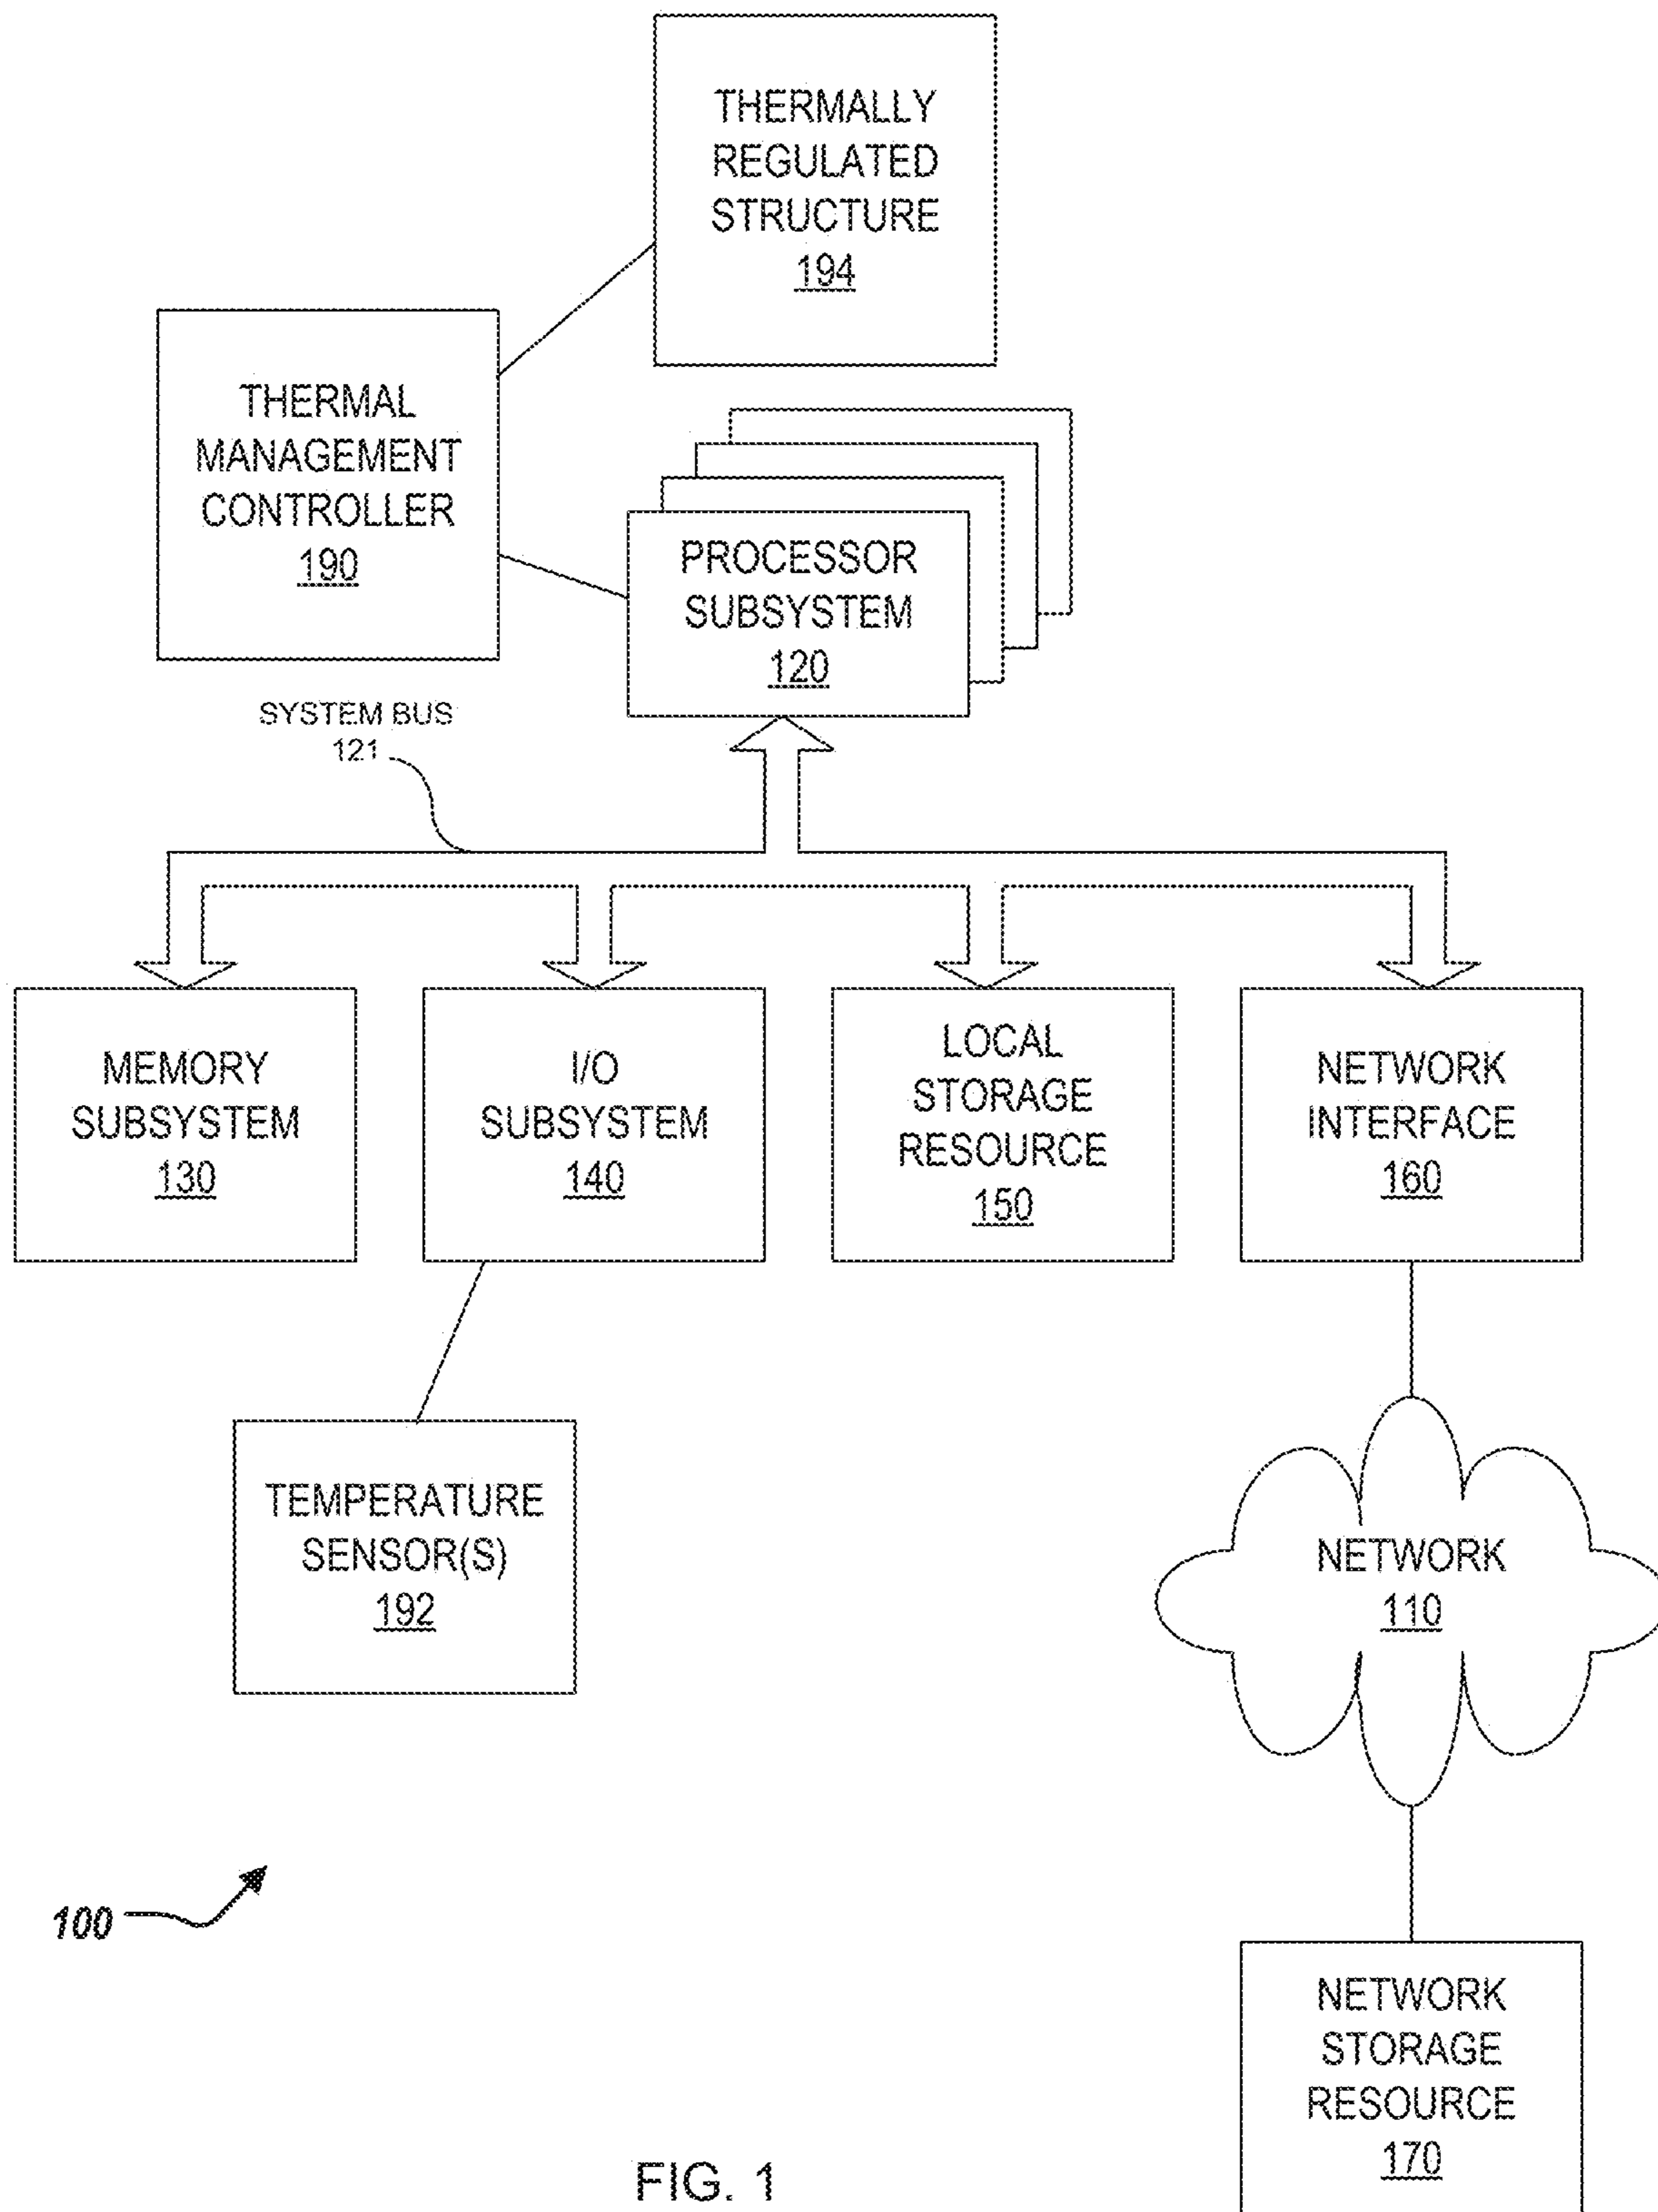 THERMALLY
REGULATED
STRUCTURE
194
THERMAL
MANAGEMENT
CONTROLLER
190
PROCESSOR
SUBSYSTEM
120
SYSTEM BUS
121
MEMORY
SUBSYSTEM
130
I/O
SUBSYSTEM
140
LOCAL
STORAGE
RESOURCE
150
NETWORK
INTERFACE
160
TEMPERATURE
SENSOR(S)
192
NETWORK
110
100
NETWORK
STORAGE
RESOURCE
170
FIG. 1